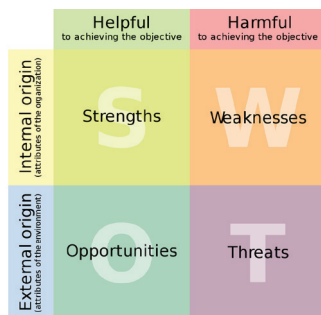 Helpful
to achieving the objective
Harmful
to achieving the objective
Internal origin
(attributes of the organization)
S
Strengths
W
Weaknesses
External origin
(attributes of the environment)
O
Opportunities
T
Threats